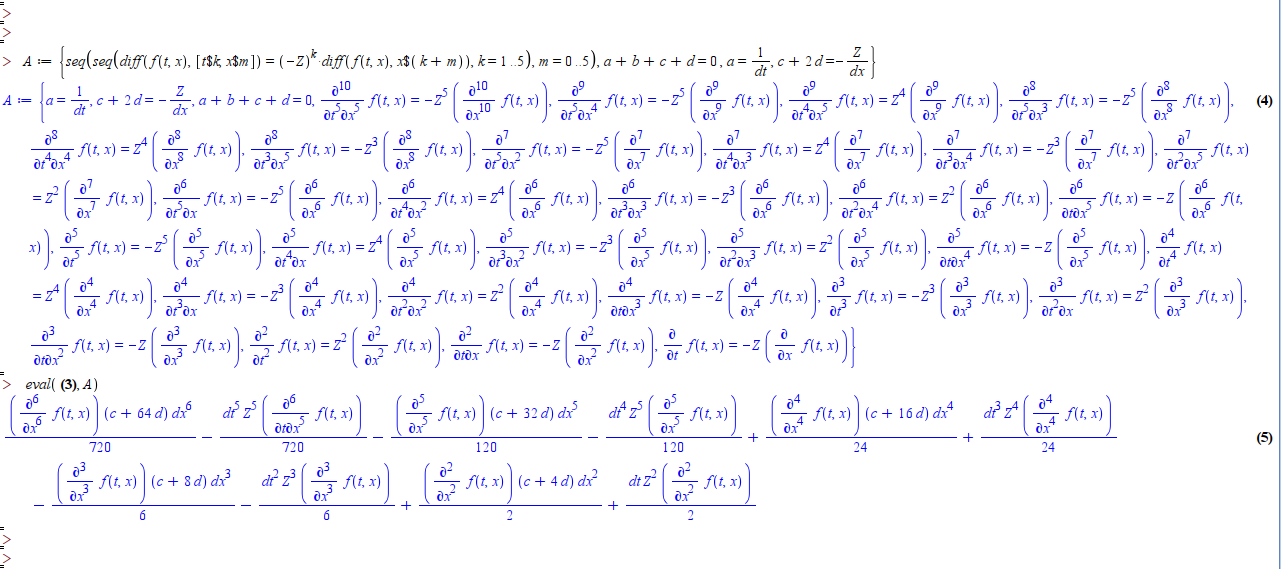 >
>
> A := {seq(seq(diff(f(t, x), [t$k, x$m]) = (−Z)^k·diff(f(t, x), x$(k + m)), k = 1..5), m = 0..5), a + b + c + d = 0, a = 1/dt, c + 2 d = −Z/dx}
A := {a = 1/dt, c + 2 d = −Z/dx, a + b + c + d = 0, ∂^10/∂t^5∂x^5 f(t, x) = −Z^5 (∂^10/∂x^10 f(t, x)), ∂^9/∂t^5∂x^4 f(t, x) = −Z^5 (∂^9/∂x^9 f(t, x)), ∂^9/∂t^4∂x^5 f(t, x) = Z^4 (∂^9/∂x^9 f(t, x)), ∂^8/∂t^5∂x^3 f(t, x) = −Z^5 (∂^8/∂x^8 f(t, x)), (4)
∂^8/∂t^4∂x^4 f(t, x) = Z^4 (∂^8/∂x^8 f(t, x)), ∂^8/∂t^3∂x^5 f(t, x) = −Z^3 (∂^8/∂x^8 f(t, x)), ∂^7/∂t^5∂x^2 f(t, x) = −Z^5 (∂^7/∂x^7 f(t, x)), ∂^7/∂t^4∂x^3 f(t, x) = Z^4 (∂^7/∂x^7 f(t, x)), ∂^7/∂t^3∂x^4 f(t, x) = −Z^3 (∂^7/∂x^7 f(t, x)), ∂^7/∂t^2∂x^5 f(t, x)
= Z^2 (∂^7/∂x^7 f(t, x)), ∂^6/∂t^5∂x f(t, x) = −Z^5 (∂^6/∂x^6 f(t, x)), ∂^6/∂t^4∂x^2 f(t, x) = Z^4 (∂^6/∂x^6 f(t, x)), ∂^6/∂t^3∂x^3 f(t, x) = −Z^3 (∂^6/∂x^6 f(t, x)), ∂^6/∂t^2∂x^4 f(t, x) = Z^2 (∂^6/∂x^6 f(t, x)), ∂^6/∂t∂x^5 f(t, x) = −Z (∂^6/∂x^6 f(t,
x)), ∂^5/∂t^5 f(t, x) = −Z^5 (∂^5/∂x^5 f(t, x)), ∂^5/∂t^4∂x f(t, x) = Z^4 (∂^5/∂x^5 f(t, x)), ∂^5/∂t^3∂x^2 f(t, x) = −Z^3 (∂^5/∂x^5 f(t, x)), ∂^5/∂t^2∂x^3 f(t, x) = Z^2 (∂^5/∂x^5 f(t, x)), ∂^5/∂t∂x^4 f(t, x) = −Z (∂^5/∂x^5 f(t, x)), ∂^4/∂t^4 f(t, x)
= Z^4 (∂^4/∂x^4 f(t, x)), ∂^4/∂t^3∂x f(t, x) = −Z^3 (∂^4/∂x^4 f(t, x)), ∂^4/∂t^2∂x^2 f(t, x) = Z^2 (∂^4/∂x^4 f(t, x)), ∂^4/∂t∂x^3 f(t, x) = −Z (∂^4/∂x^4 f(t, x)), ∂^3/∂t^3 f(t, x) = −Z^3 (∂^3/∂x^3 f(t, x)), ∂^3/∂t^2∂x f(t, x) = Z^2 (∂^3/∂x^3 f(t, x)),
∂^3/∂t∂x^2 f(t, x) = −Z (∂^3/∂x^3 f(t, x)), ∂^2/∂t^2 f(t, x) = Z^2 (∂^2/∂x^2 f(t, x)), ∂^2/∂t∂x f(t, x) = −Z (∂^2/∂x^2 f(t, x)), ∂/∂t f(t, x) = −Z (∂/∂x f(t, x))}
> eval( (3), A)
(∂^6/∂x^6 f(t, x)) (c + 64 d) dx^6/720 − dt^5 Z^5 (∂^6/∂t∂x^5 f(t, x))/720 − (∂^5/∂x^5 f(t, x)) (c + 32 d) dx^5/120 − dt^4 Z^5 (∂^5/∂x^5 f(t, x))/120 + (∂^4/∂x^4 f(t, x)) (c + 16 d) dx^4/24 + dt^3 Z^4 (∂^4/∂x^4 f(t, x))/24 (5)
− (∂^3/∂x^3 f(t, x)) (c + 8 d) dx^3/6 − dt^2 Z^3 (∂^3/∂x^3 f(t, x))/6 + (∂^2/∂x^2 f(t, x)) (c + 4 d) dx^2/2 + dt Z^2 (∂^2/∂x^2 f(t, x))/2
>
>